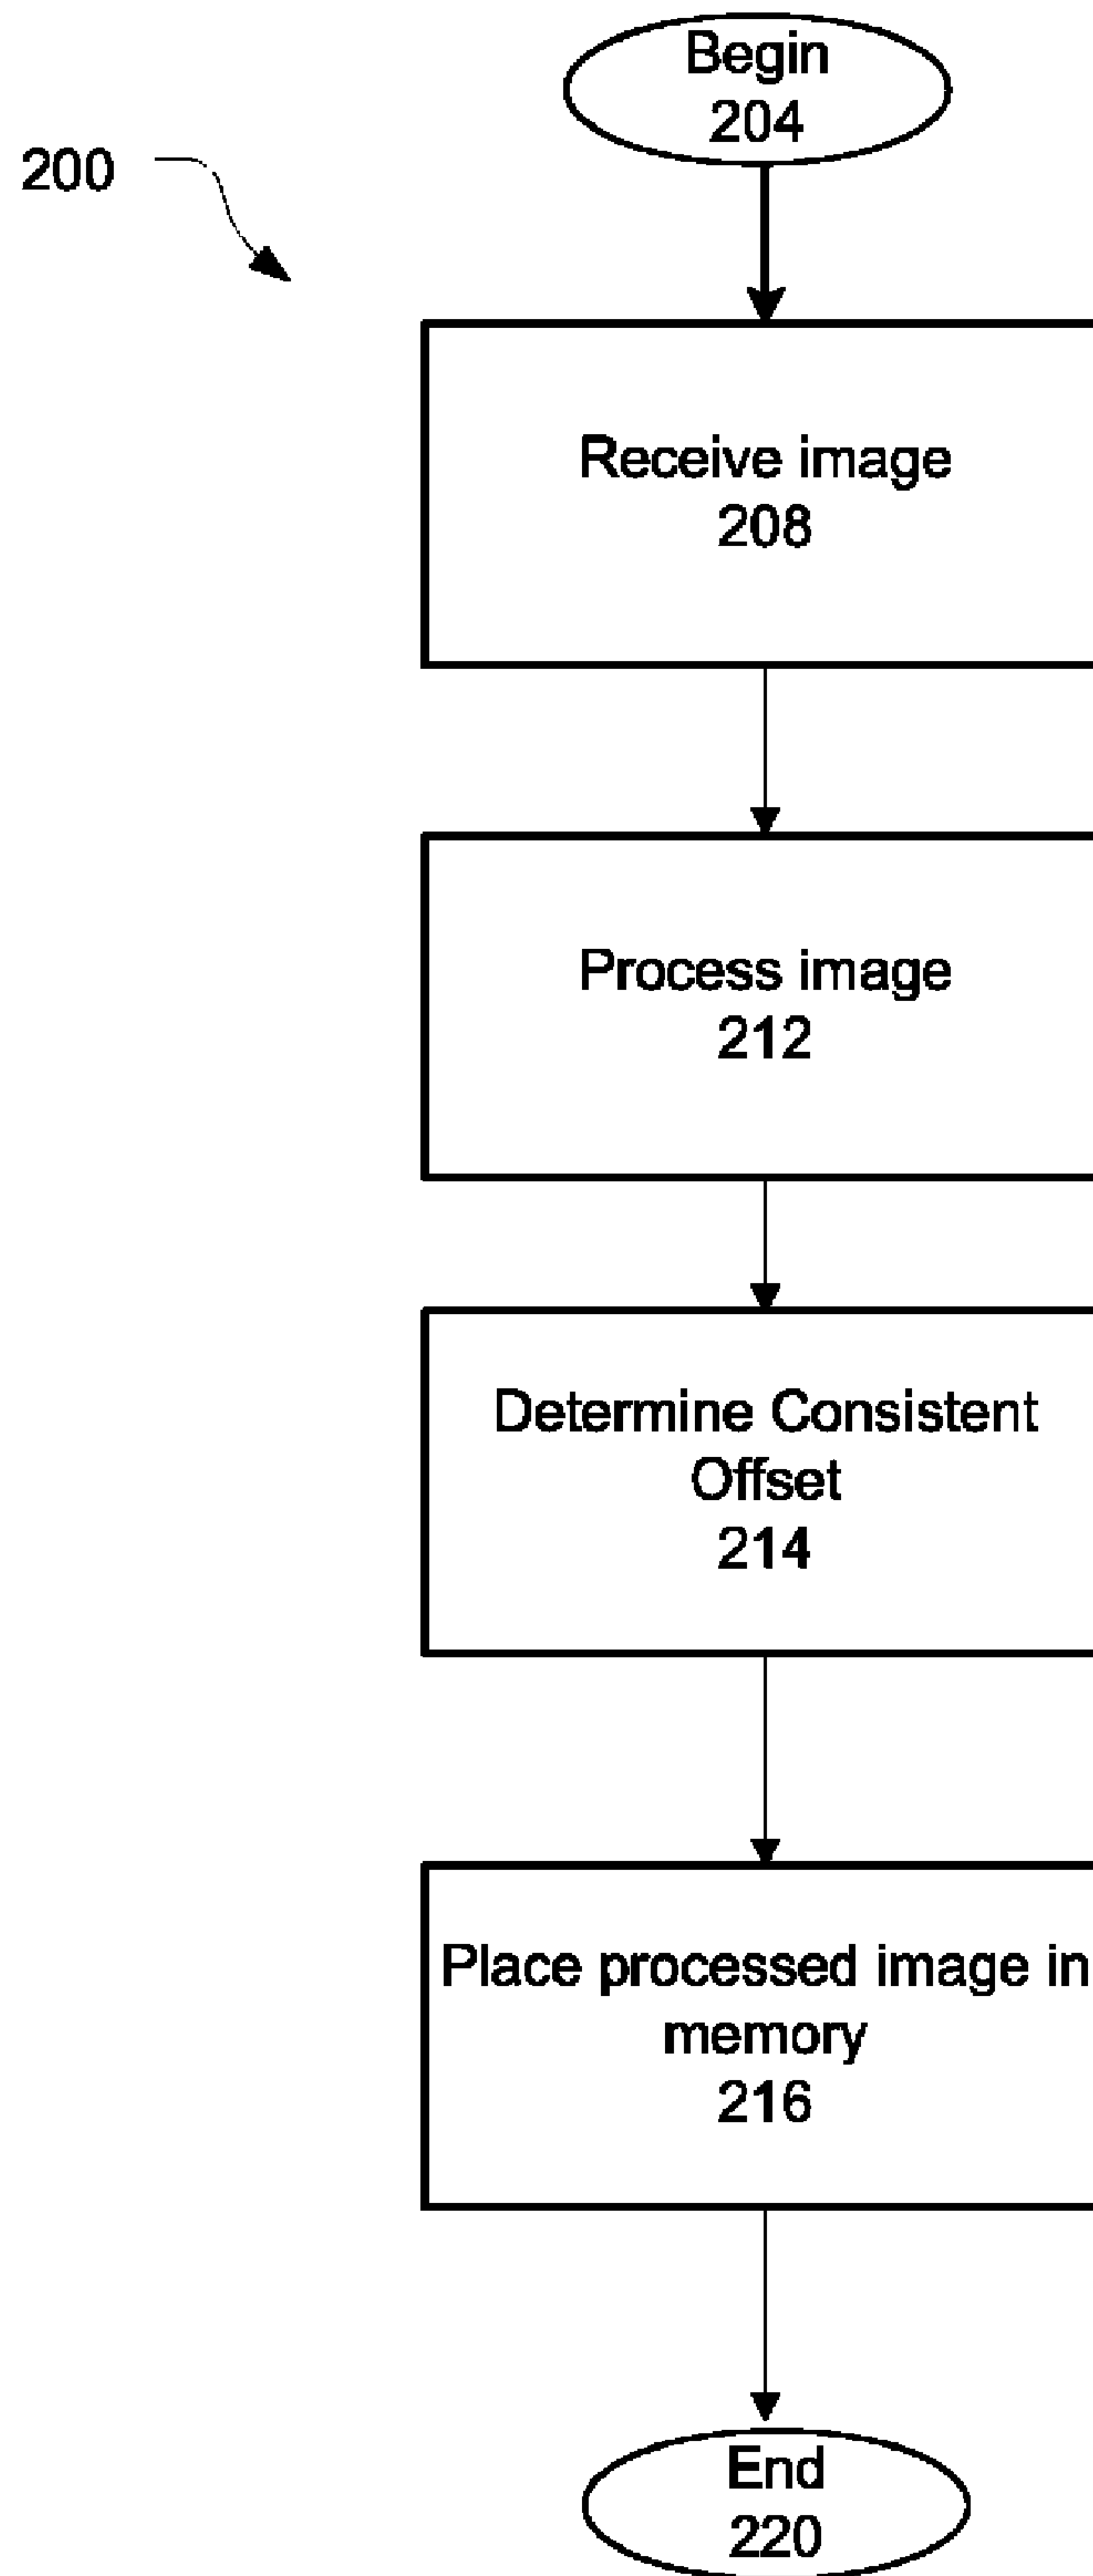 Begin
204
200
Receive image
208
Process image
212
Determine Consistent
Offset
214
Place processed image in
memory
216
End
220